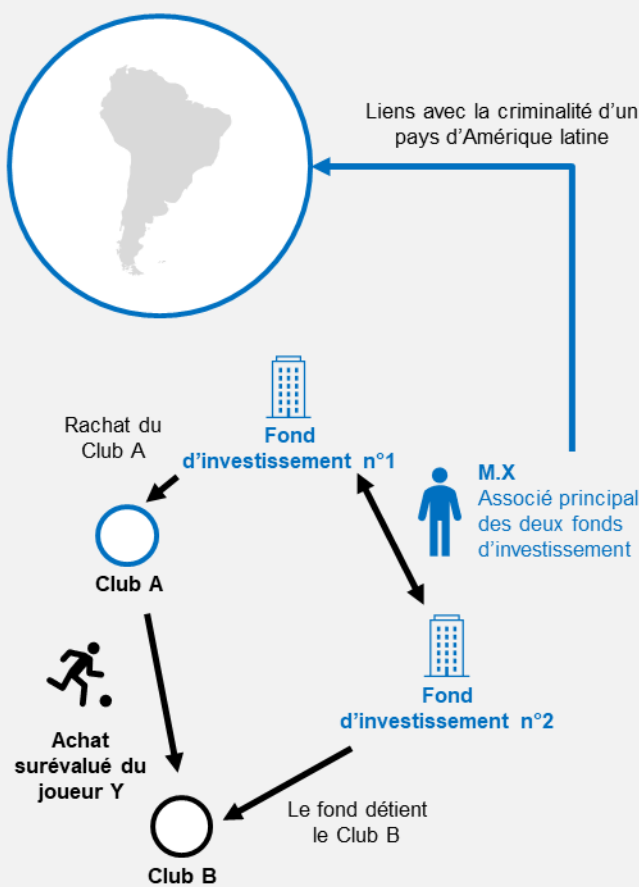 Liens avec la criminalité d’un
pays d’Amérique latine
Rachat du
Club A
Fond
d’investissement n°1
M.X
Associé principal
des deux fonds
d’investissement
Club A
Fond
d’investissement n°2
Achat
surévalué du
joueur Y
Le fond détient
le Club B
Club B